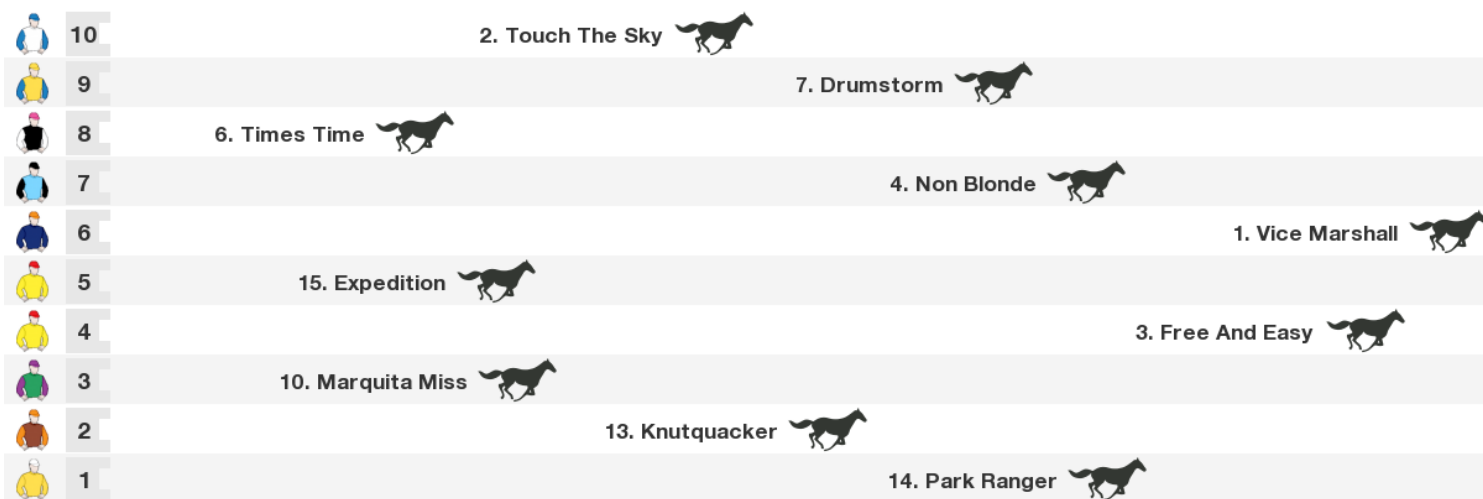 10 2. Touch The Sky
9 7. Drumstorm
8 6. Times Time
7 4. Non Blonde
6 1. Vice Marshall
5 15. Expedition
4 3. Free And Easy
3 10. Marquita Miss
2 13. Knutquacker
1 14. Park Ranger